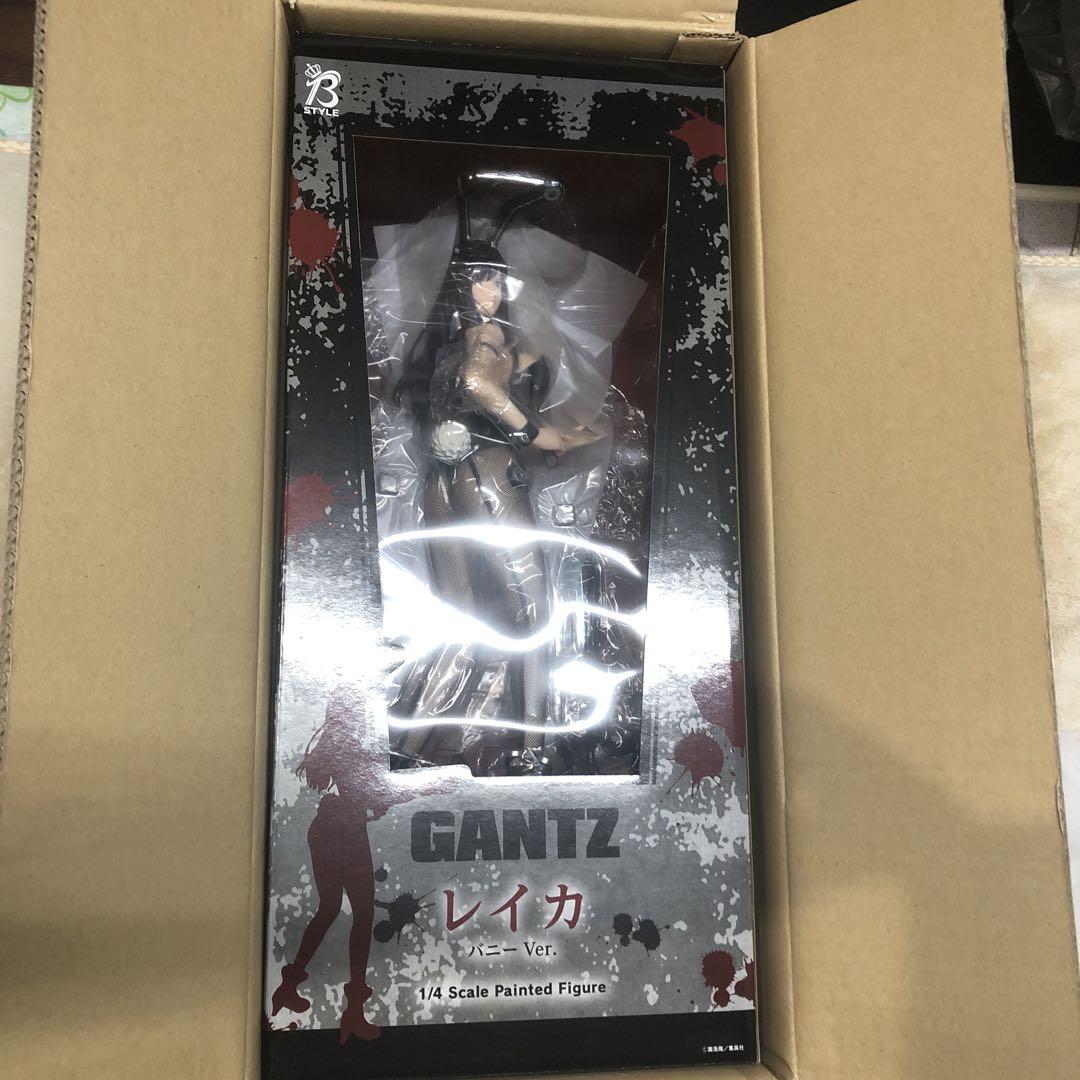 B
STYLE
GANTZ
レイカ
バニー Ver.
1/4 Scale Painted Figure
©奥浩哉／集英社